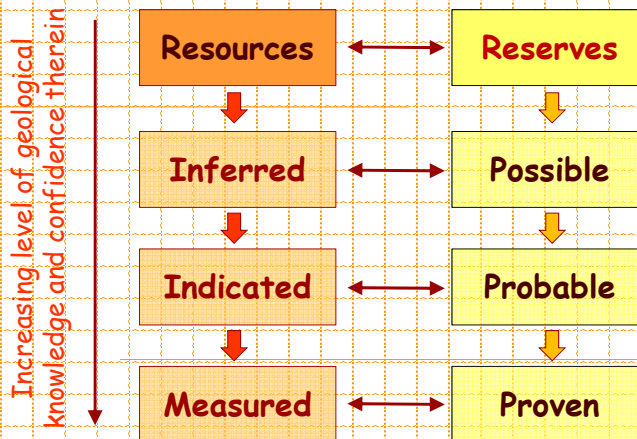 Increasing level of geological
knowledge and confidence therein
Resources
Reserves
Inferred
Possible
Indicated
Probable
Measured
Proven